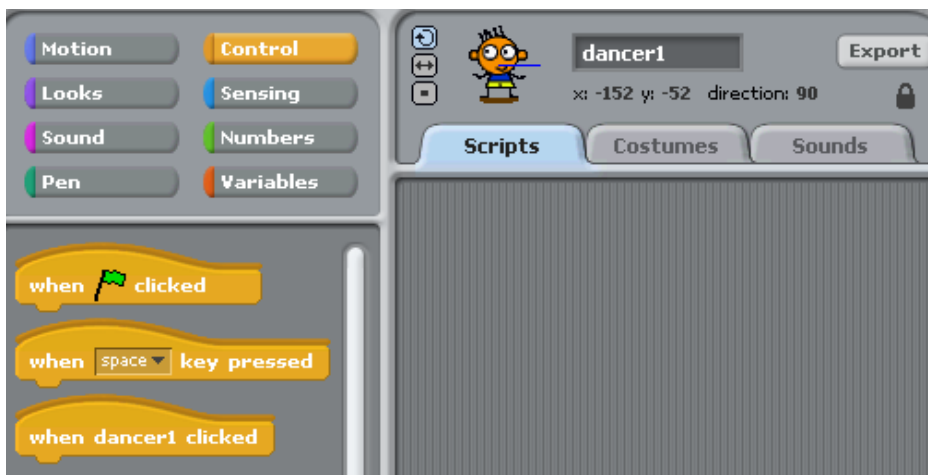 Motion
Control
Looks
Sensing
Sound
Numbers
Pen
Variables
dancer1
Export
x: -152 y: -52 direction: 90
Scripts
Costumes
Sounds
when clicked
when space key pressed
when dancer1 clicked